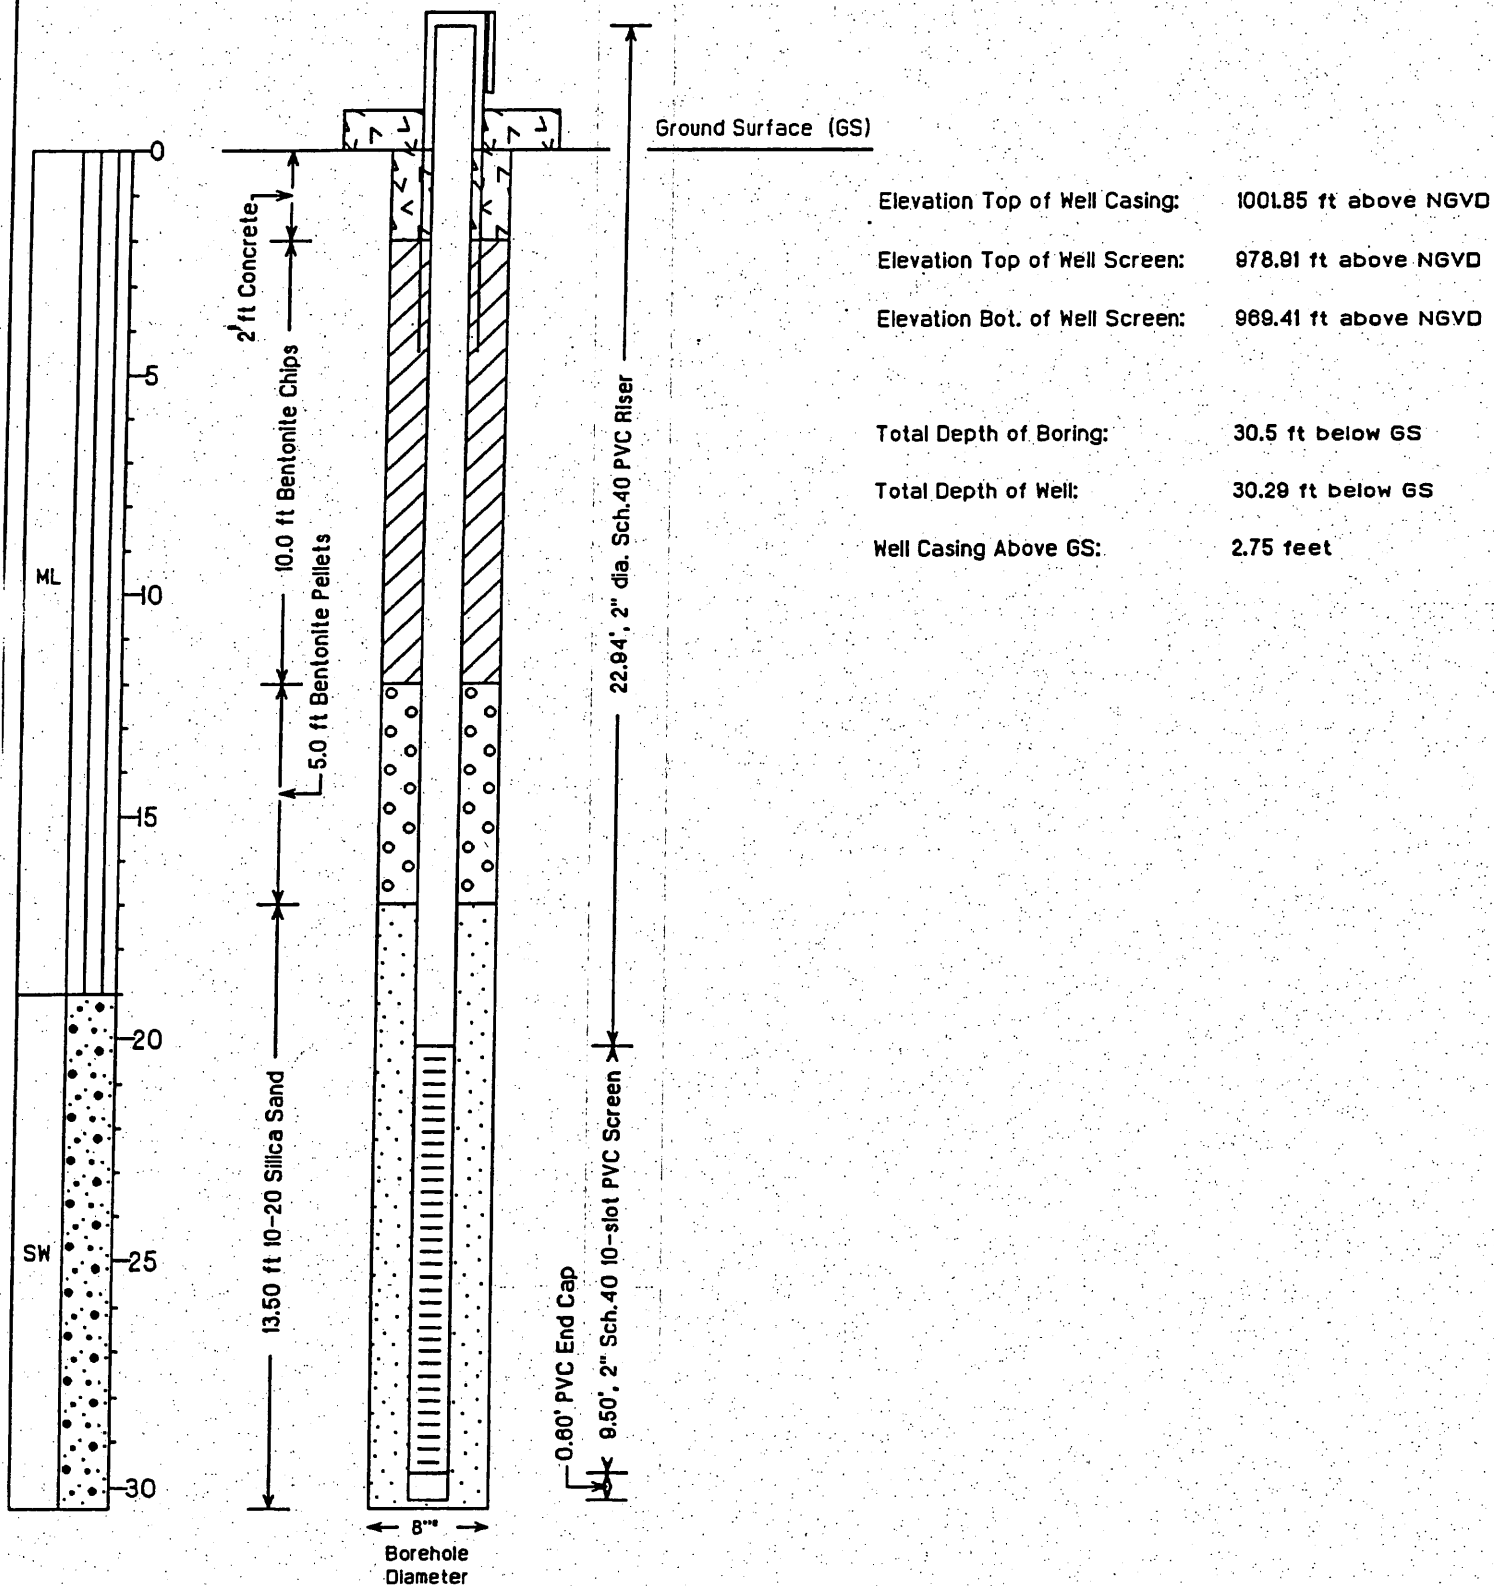 Ground Surface (GS)
0
5
10
15
20
25
30
ML
SW
2' ft Concrete
10.0 ft Bentonite Chips
5.0 ft Bentonite Pellets
13.50 ft 10-20 Silica Sand
22.94', 2" dia. Sch.40 PVC Riser
9.50', 2" Sch.40 10-slot PVC Screen
0.60' PVC End Cap
8""
Borehole
Diameter
Elevation Top of Well Casing: 1001.85 ft above NGVD
Elevation Top of Well Screen: 978.91 ft above NGVD
Elevation Bot. of Well Screen: 969.41 ft above NGVD
Total Depth of Boring: 30.5 ft below GS
Total Depth of Well: 30.29 ft below GS
Well Casing Above GS: 2.75 feet